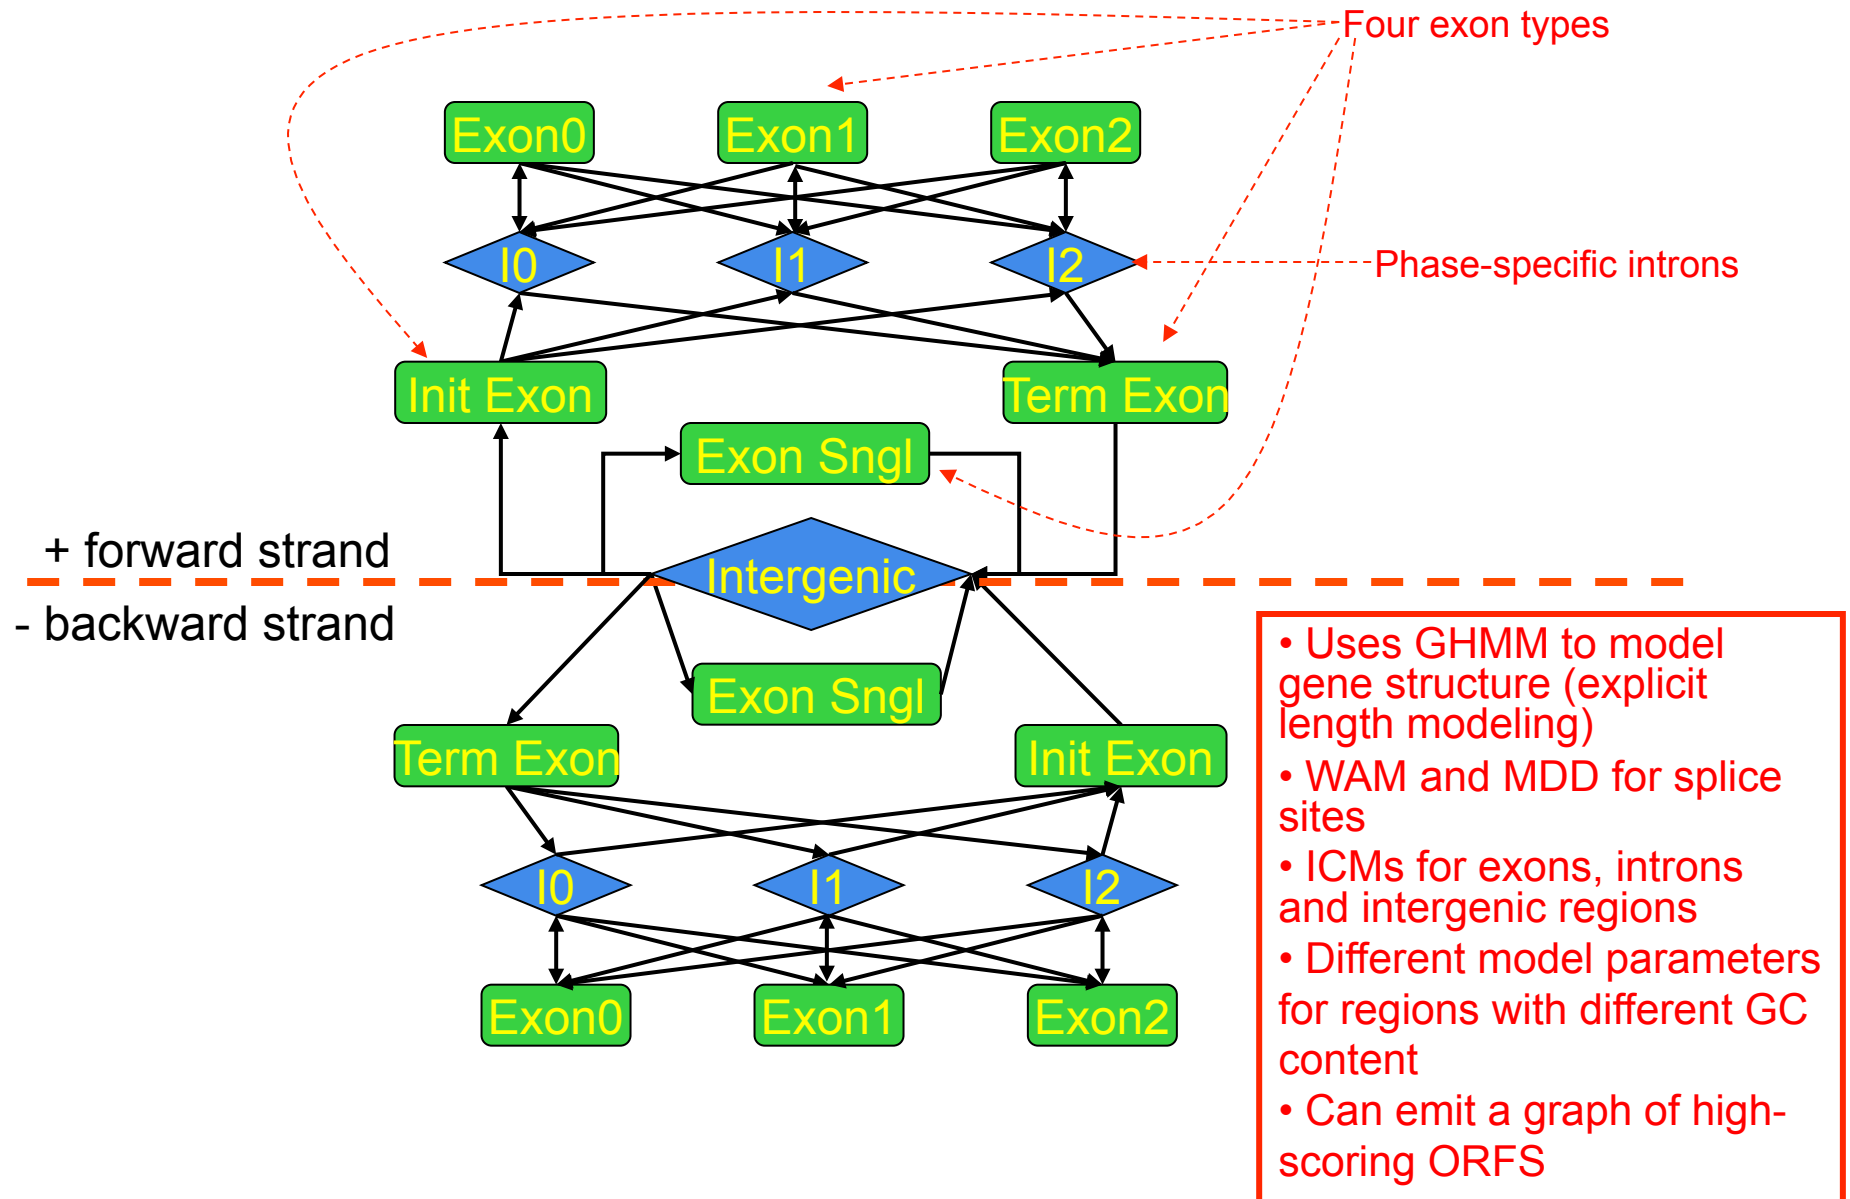 Four exon types
Exon0 Exon1 Exon2
I0 I1 I2
Phase-specific introns
Init Exon Term Exon
Exon Sngl
+ forward strand
Intergenic
- backward strand
Exon Sngl
Term Exon Init Exon
I0 I1 I2
Exon0 Exon1 Exon2
• Uses GHMM to model
gene structure (explicit
length modeling)
• WAM and MDD for splice
sites
• ICMs for exons, introns
and intergenic regions
• Different model parameters
for regions with different GC
content
• Can emit a graph of high-
scoring ORFS